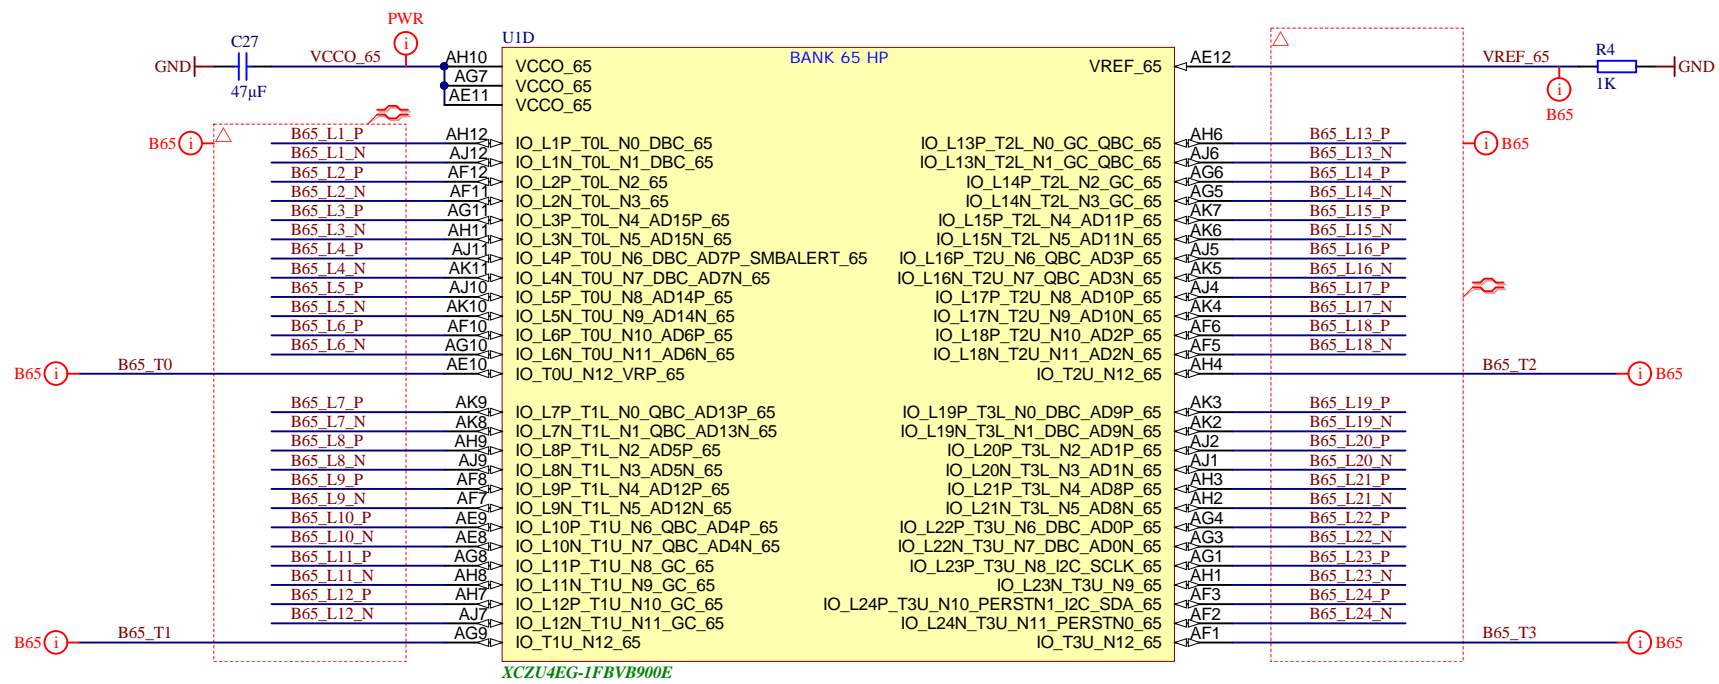 PWR
C27
GND
VCCO_65
47µF
U1D
BANK 65 HP
AH10 VCCO_65
AG7 VCCO_65
AE11 VCCO_65
VREF_65 AE12
VREF_65
R4
1K
GND
B65
B65
B65_L1_P AH12 IO_L1P_T0L_N0_DBC_65
B65_L1_N AJ12 IO_L1N_T0L_N1_DBC_65
B65_L2_P AF12 IO_L2P_T0L_N2_65
B65_L2_N AF11 IO_L2N_T0L_N3_65
B65_L3_P AG11 IO_L3P_T0L_N4_AD15P_65
B65_L3_N AH11 IO_L3N_T0L_N5_AD15N_65
B65_L4_P AJ11 IO_L4P_T0U_N6_DBC_AD7P_SMBALERT_65
B65_L4_N AK11 IO_L4N_T0U_N7_DBC_AD7N_65
B65_L5_P AJ10 IO_L5P_T0U_N8_AD14P_65
B65_L5_N AK10 IO_L5N_T0U_N9_AD14N_65
B65_L6_P AF10 IO_L6P_T0U_N10_AD6P_65
B65_L6_N AG10 IO_L6N_T0U_N11_AD6N_65
B65 B65_T0 AE10 IO_T0U_N12_VRP_65
B65_L7_P AK9 IO_L7P_T1L_N0_QBC_AD13P_65
B65_L7_N AK8 IO_L7N_T1L_N1_QBC_AD13N_65
B65_L8_P AH9 IO_L8P_T1L_N2_AD5P_65
B65_L8_N AJ9 IO_L8N_T1L_N3_AD5N_65
B65_L9_P AF8 IO_L9P_T1L_N4_AD12P_65
B65_L9_N AF7 IO_L9N_T1L_N5_AD12N_65
B65_L10_P AE9 IO_L10P_T1U_N6_QBC_AD4P_65
B65_L10_N AE8 IO_L10N_T1U_N7_QBC_AD4N_65
B65_L11_P AG8 IO_L11P_T1U_N8_GC_65
B65_L11_N AH8 IO_L11N_T1U_N9_GC_65
B65_L12_P AH7 IO_L12P_T1U_N10_GC_65
B65_L12_N AJ7 IO_L12N_T1U_N11_GC_65
B65 B65_T1 AG9 IO_T1U_N12_65
IO_L13P_T2L_N0_GC_QBC_65 AH6 B65_L13_P
B65
IO_L13N_T2L_N1_GC_QBC_65 AJ6 B65_L13_N
IO_L14P_T2L_N2_GC_65 AG6 B65_L14_P
IO_L14N_T2L_N3_GC_65 AG5 B65_L14_N
IO_L15P_T2L_N4_AD11P_65 AK7 B65_L15_P
IO_L15N_T2L_N5_AD11N_65 AK6 B65_L15_N
IO_L16P_T2U_N6_QBC_AD3P_65 AJ5 B65_L16_P
IO_L16N_T2U_N7_QBC_AD3N_65 AK5 B65_L16_N
IO_L17P_T2U_N8_AD10P_65 AJ4 B65_L17_P
IO_L17N_T2U_N9_AD10N_65 AK4 B65_L17_N
IO_L18P_T2U_N10_AD2P_65 AF6 B65_L18_P
IO_L18N_T2U_N11_AD2N_65 AF5 B65_L18_N
IO_T2U_N12_65 AH4 B65_T2 B65
IO_L19P_T3L_N0_DBC_AD9P_65 AK3 B65_L19_P
IO_L19N_T3L_N1_DBC_AD9N_65 AK2 B65_L19_N
IO_L20P_T3L_N2_AD1P_65 AJ2 B65_L20_P
IO_L20N_T3L_N3_AD1N_65 AJ1 B65_L20_N
IO_L21P_T3L_N4_AD8P_65 AH3 B65_L21_P
IO_L21N_T3L_N5_AD8N_65 AH2 B65_L21_N
IO_L22P_T3U_N6_DBC_AD0P_65 AG4 B65_L22_P
IO_L22N_T3U_N7_DBC_AD0N_65 AG3 B65_L22_N
IO_L23P_T3U_N8_I2C_SCLK_65 AG1 B65_L23_P
IO_L23N_T3U_N9_65 AH1 B65_L23_N
IO_L24P_T3U_N10_PERSTN1_I2C_SDA_65 AF3 B65_L24_P
IO_L24N_T3U_N11_PERSTN0_65 AF2 B65_L24_N
IO_T3U_N12_65 AF1 B65_T3 B65
XCZU4EG-1FBVB900E